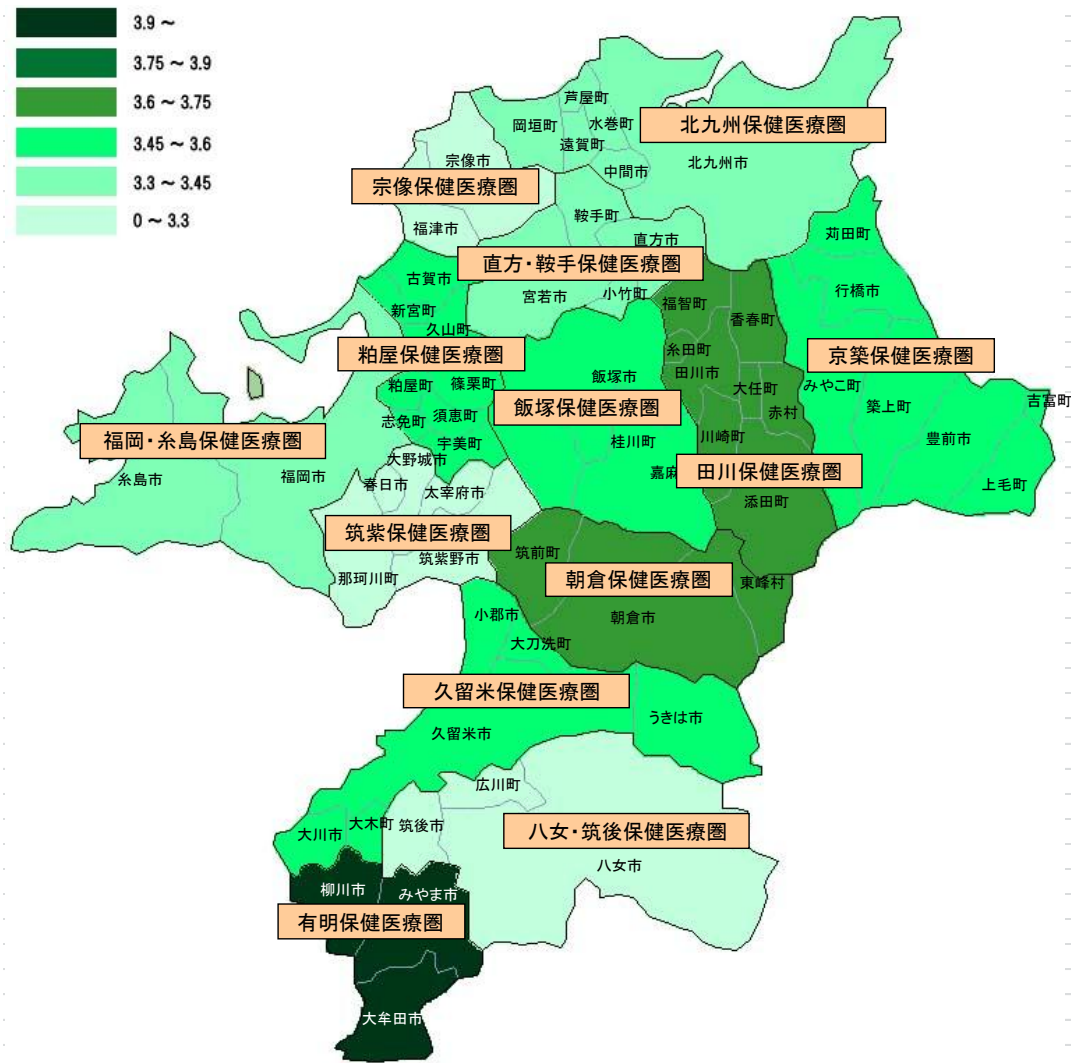 3.9 ～
3.75 ～ 3.9
3.6 ～ 3.75
3.45 ～ 3.6
3.3 ～ 3.45
0 ～ 3.3
芦屋町
岡垣町
水巻町
遠賀町
中間市
北九州保健医療圏
北九州市
宗像市
宗像保健医療圏
福津市
鞍手町
直方市
直方・鞍手保健医療圏
宮若市
小竹町
苅田町
行橋市
京築保健医療圏
みやこ町
築上町
吉富町
豊前市
上毛町
古賀市
新宮町
久山町
粕屋保健医療圏
粕屋町
篠栗町
志免町
須恵町
宇美町
福智町
香春町
糸田町
田川市
大任町
赤村
川崎町
田川保健医療圏
添田町
飯塚市
飯塚保健医療圏
桂川町
嘉麻
福岡・糸島保健医療圏
糸島市
福岡市
大野城市
春日市
太宰府市
筑紫保健医療圏
筑紫野市
那珂川町
筑前町
朝倉保健医療圏
東峰村
朝倉市
小郡市
大刀洗町
久留米保健医療圏
うきは市
久留米市
大川市
大木町
広川町
筑後市
八女・筑後保健医療圏
八女市
柳川市
みやま市
有明保健医療圏
大牟田市